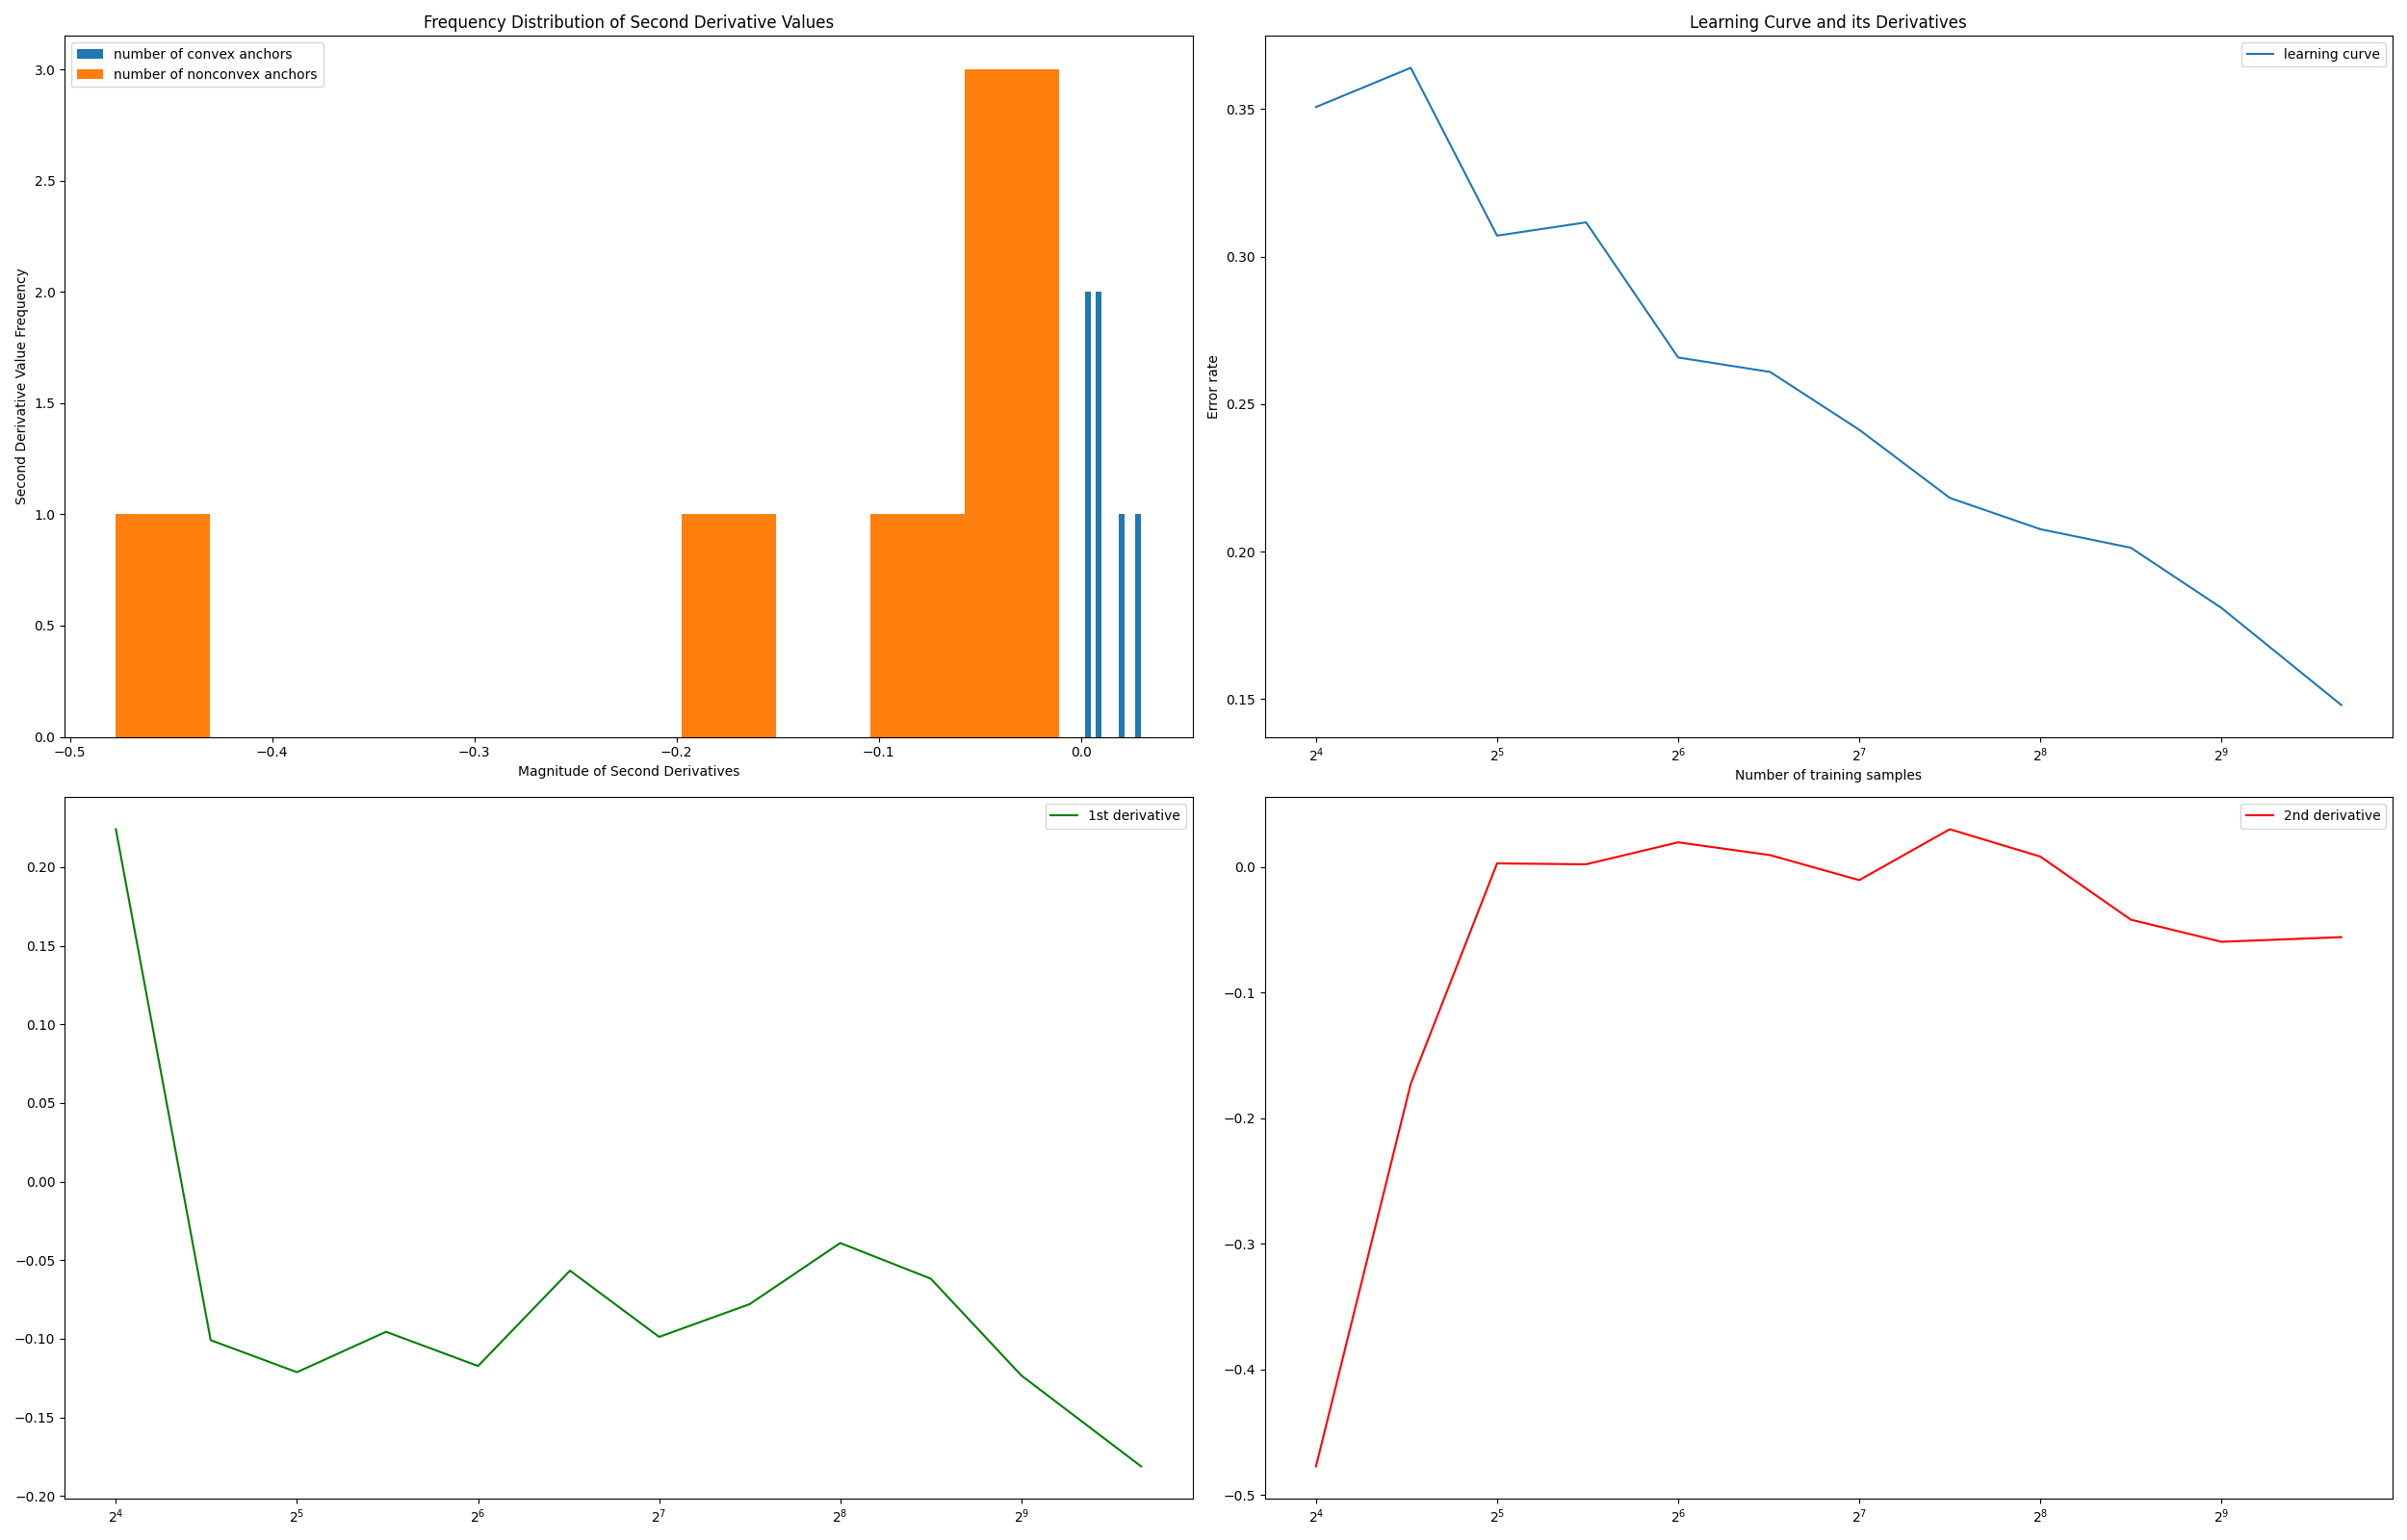 Frequency Distribution of Second Derivative Values
number of convex anchors
number of nonconvex anchors
Second Derivative Value Frequency
3.0
2.5
2.0
1.5
1.0
0.5
0.0
−0.5 −0.4 −0.3 −0.2 −0.1 0.0
Magnitude of Second Derivatives
Learning Curve and its Derivatives
learning curve
Error rate
0.35
0.30
0.25
0.20
0.15
2⁴ 2⁵ 2⁶ 2⁷ 2⁸ 2⁹
Number of training samples
1st derivative
0.20
0.15
0.10
0.05
0.00
−0.05
−0.10
−0.15
−0.20
2⁴ 2⁵ 2⁶ 2⁷ 2⁸ 2⁹
2nd derivative
0.0
−0.1
−0.2
−0.3
−0.4
−0.5
2⁴ 2⁵ 2⁶ 2⁷ 2⁸ 2⁹